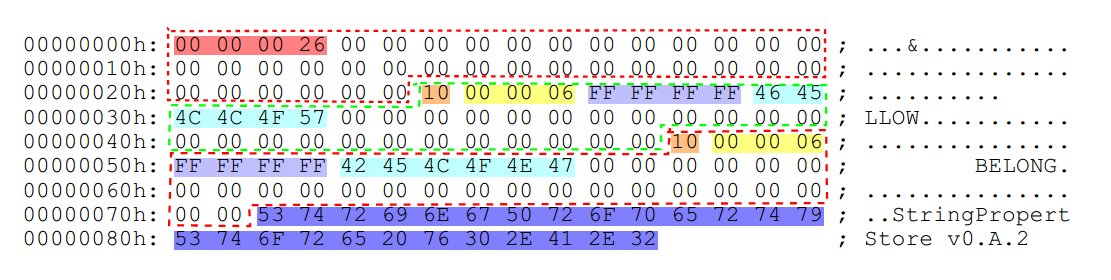 00000000h: 00 00 00 26 00 00 00 00 00 00 00 00 00 00 00 00 ; ...&...........
00000010h: 00 00 00 00 00 00 00 00 00 00 00 00 00 00 00 00 ; ...............
00000020h: 00 00 00 00 00 00 10 00 00 06 FF FF FF FF 46 45 ; ..........
00000030h: 4C 4C 4F 57 00 00 00 00 00 00 00 00 00 00 00 00 ; LLOW...........
00000040h: 00 00 00 00 00 00 00 00 00 00 00 00 10 00 00 06 ; ...............
00000050h: FF FF FF FF 42 45 4C 4F 4E 47 00 00 00 00 00 00 ; BELONG.
00000060h: 00 00 00 00 00 00 00 00 00 00 00 00 00 00 00 00 ; ...............
00000070h: 00 00 53 74 72 69 6E 67 50 72 6F 70 65 72 74 79 ; ..StringPropert
00000080h: 53 74 6F 72 65 20 76 30 2E 41 2E 32 ; Store v0.A.2